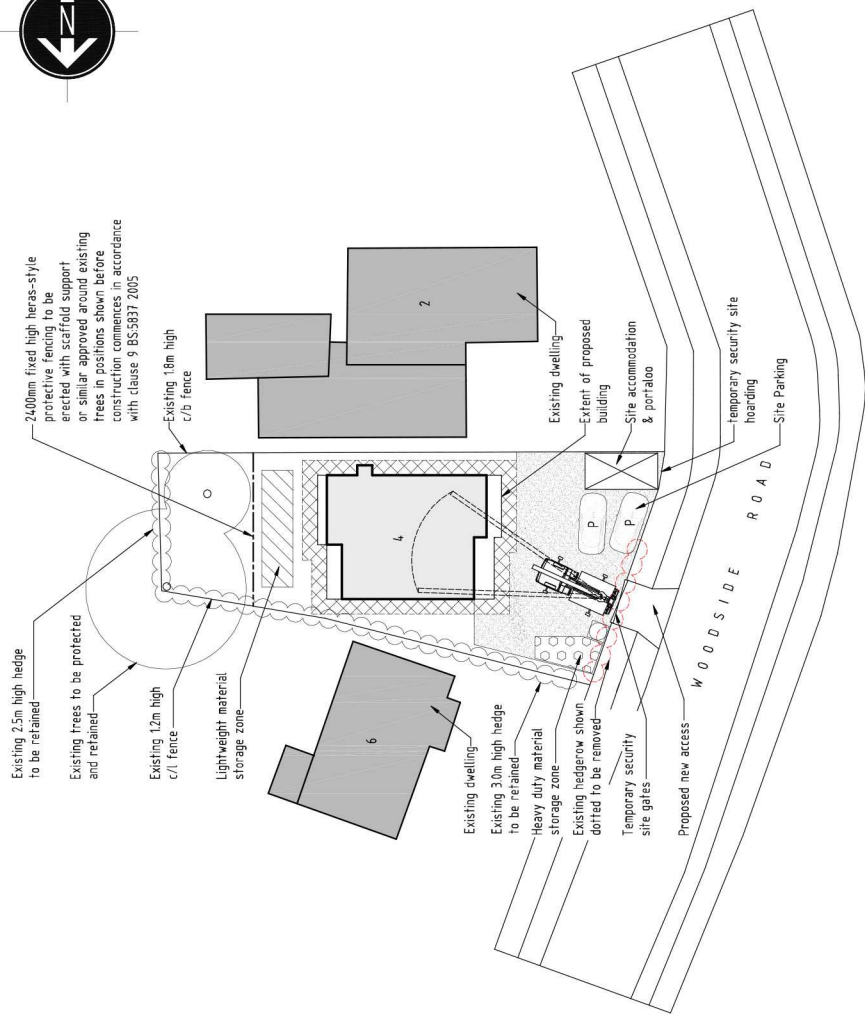 N
2400mm fixed high heras-style
protective fencing to be
erected with scaffold support
or similar approved around existing
trees in positions shown before
construction commences in accordance
with clause 9 BS:5837 2005
Existing 1.8m high
c/b fence
Existing 2.5m high hedge
to be retained
Existing trees to be protected
and retained
Existing 1.2m high
c/l fence
Lightweight material
storage zone
2
4
6
Existing dwelling
Extent of proposed
building
Site accommodation
& portaloo
temporary security site
hoarding
Site Parking
P
P
Existing dwelling
Existing 3.0m high hedge
to be retained
Heavy duty material
storage zone
Existing hedgerow shown
dotted to be removed
Temporary security
site gates
Proposed new access
WOODSIDE ROAD